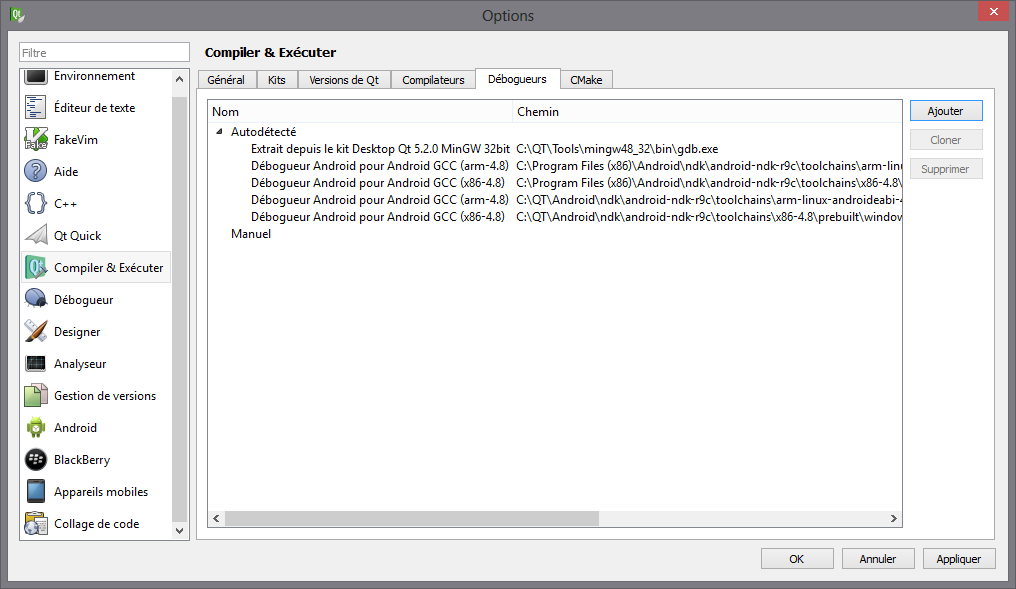 Options
Filtre
Environnement
Éditeur de texte
FakeVim
Aide
C++
Qt Quick
Compiler & Exécuter
Débogueur
Designer
Analyseur
Gestion de versions
Android
BlackBerry
Appareils mobiles
Collage de code
Compiler & Exécuter
Général Kits Versions de Qt Compilateurs Débogueurs CMake
Nom Chemin
Autodétecté
Extrait depuis le kit Desktop Qt 5.2.0 MinGW 32bit C:\QT\Tools\mingw48_32\bin\gdb.exe
Débogueur Android pour Android GCC (arm-4.8) C:\Program Files (x86)\Android\ndk\android-ndk-r9c\toolchains\arm-linu
Débogueur Android pour Android GCC (x86-4.8) C:\Program Files (x86)\Android\ndk\android-ndk-r9c\toolchains\x86-4.8\
Débogueur Android pour Android GCC (arm-4.8) C:\QT\Android\ndk\android-ndk-r9c\toolchains\arm-linux-androideabi-4
Débogueur Android pour Android GCC (x86-4.8) C:\QT\Android\ndk\android-ndk-r9c\toolchains\x86-4.8\prebuilt\window
Manuel
Ajouter
Cloner
Supprimer
OK Annuler Appliquer